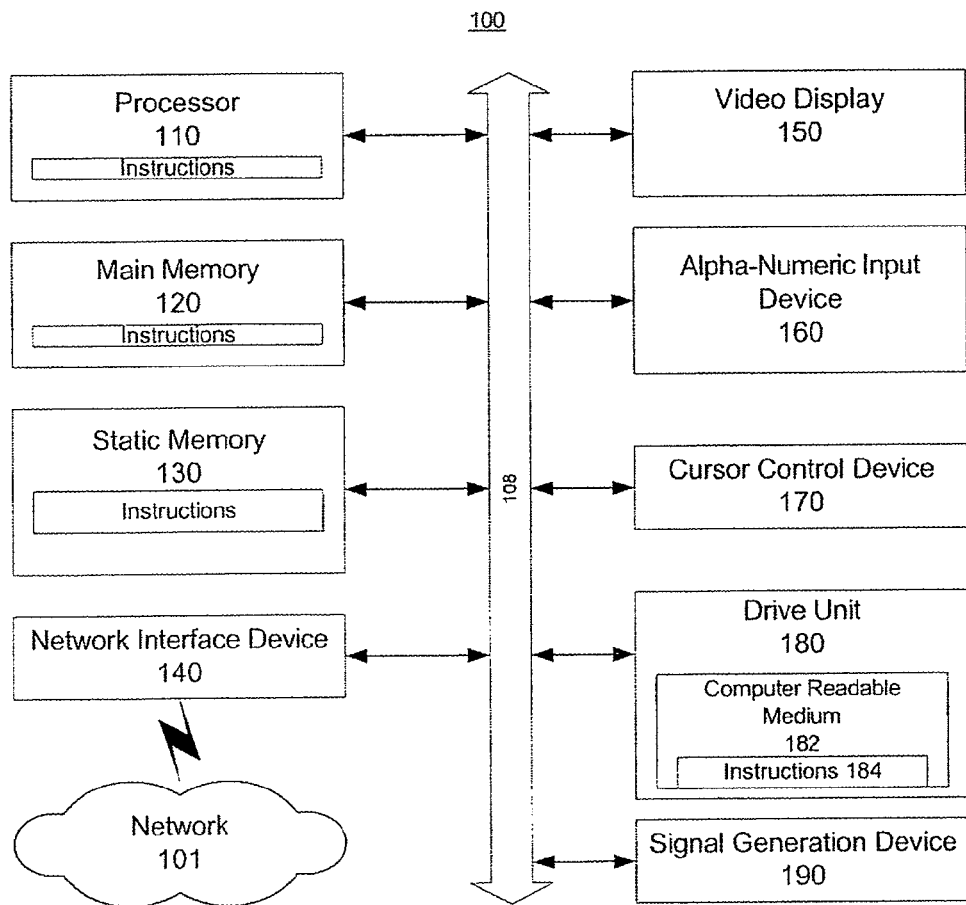 100
Processor
110
Instructions
Main Memory
120
Instructions
Static Memory
130
Instructions
Network Interface Device
140
Network
101
108
Video Display
150
Alpha-Numeric Input
Device
160
Cursor Control Device
170
Drive Unit
180
Computer Readable
Medium
182
Instructions 184
Signal Generation Device
190